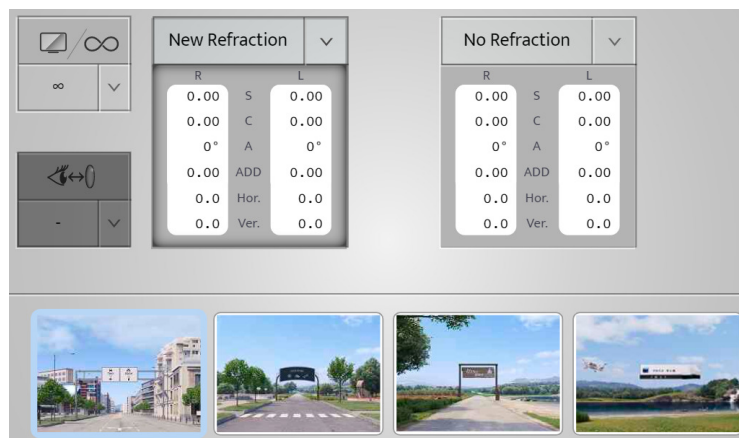 ∞
New Refraction
No Refraction
∞
R L
0.00 S 0.00
0.00 C 0.00
0° A 0°
0.00 ADD 0.00
0.0 Hor. 0.0
0.0 Ver. 0.0
R L
0.00 S 0.00
0.00 C 0.00
0° A 0°
0.00 ADD 0.00
0.0 Hor. 0.0
0.0 Ver. 0.0
-